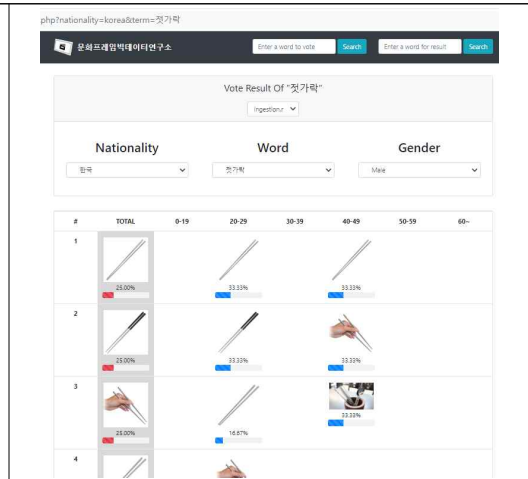 php?nationality=korea&term=젓가락
문화프레임빅데이터연구소 Enter a word to vote Search Enter a word for result Search
Vote Result Of "젓가락"
ingestion.r
Nationality Word Gender
한국 젓가락 Male
# TOTAL 0-19 20-29 30-39 40-49 50-59 60~
1
25.00% 33.33% 33.33%
2
25.00% 33.33% 33.33%
3
25.00% 16.67% 33.33%
4